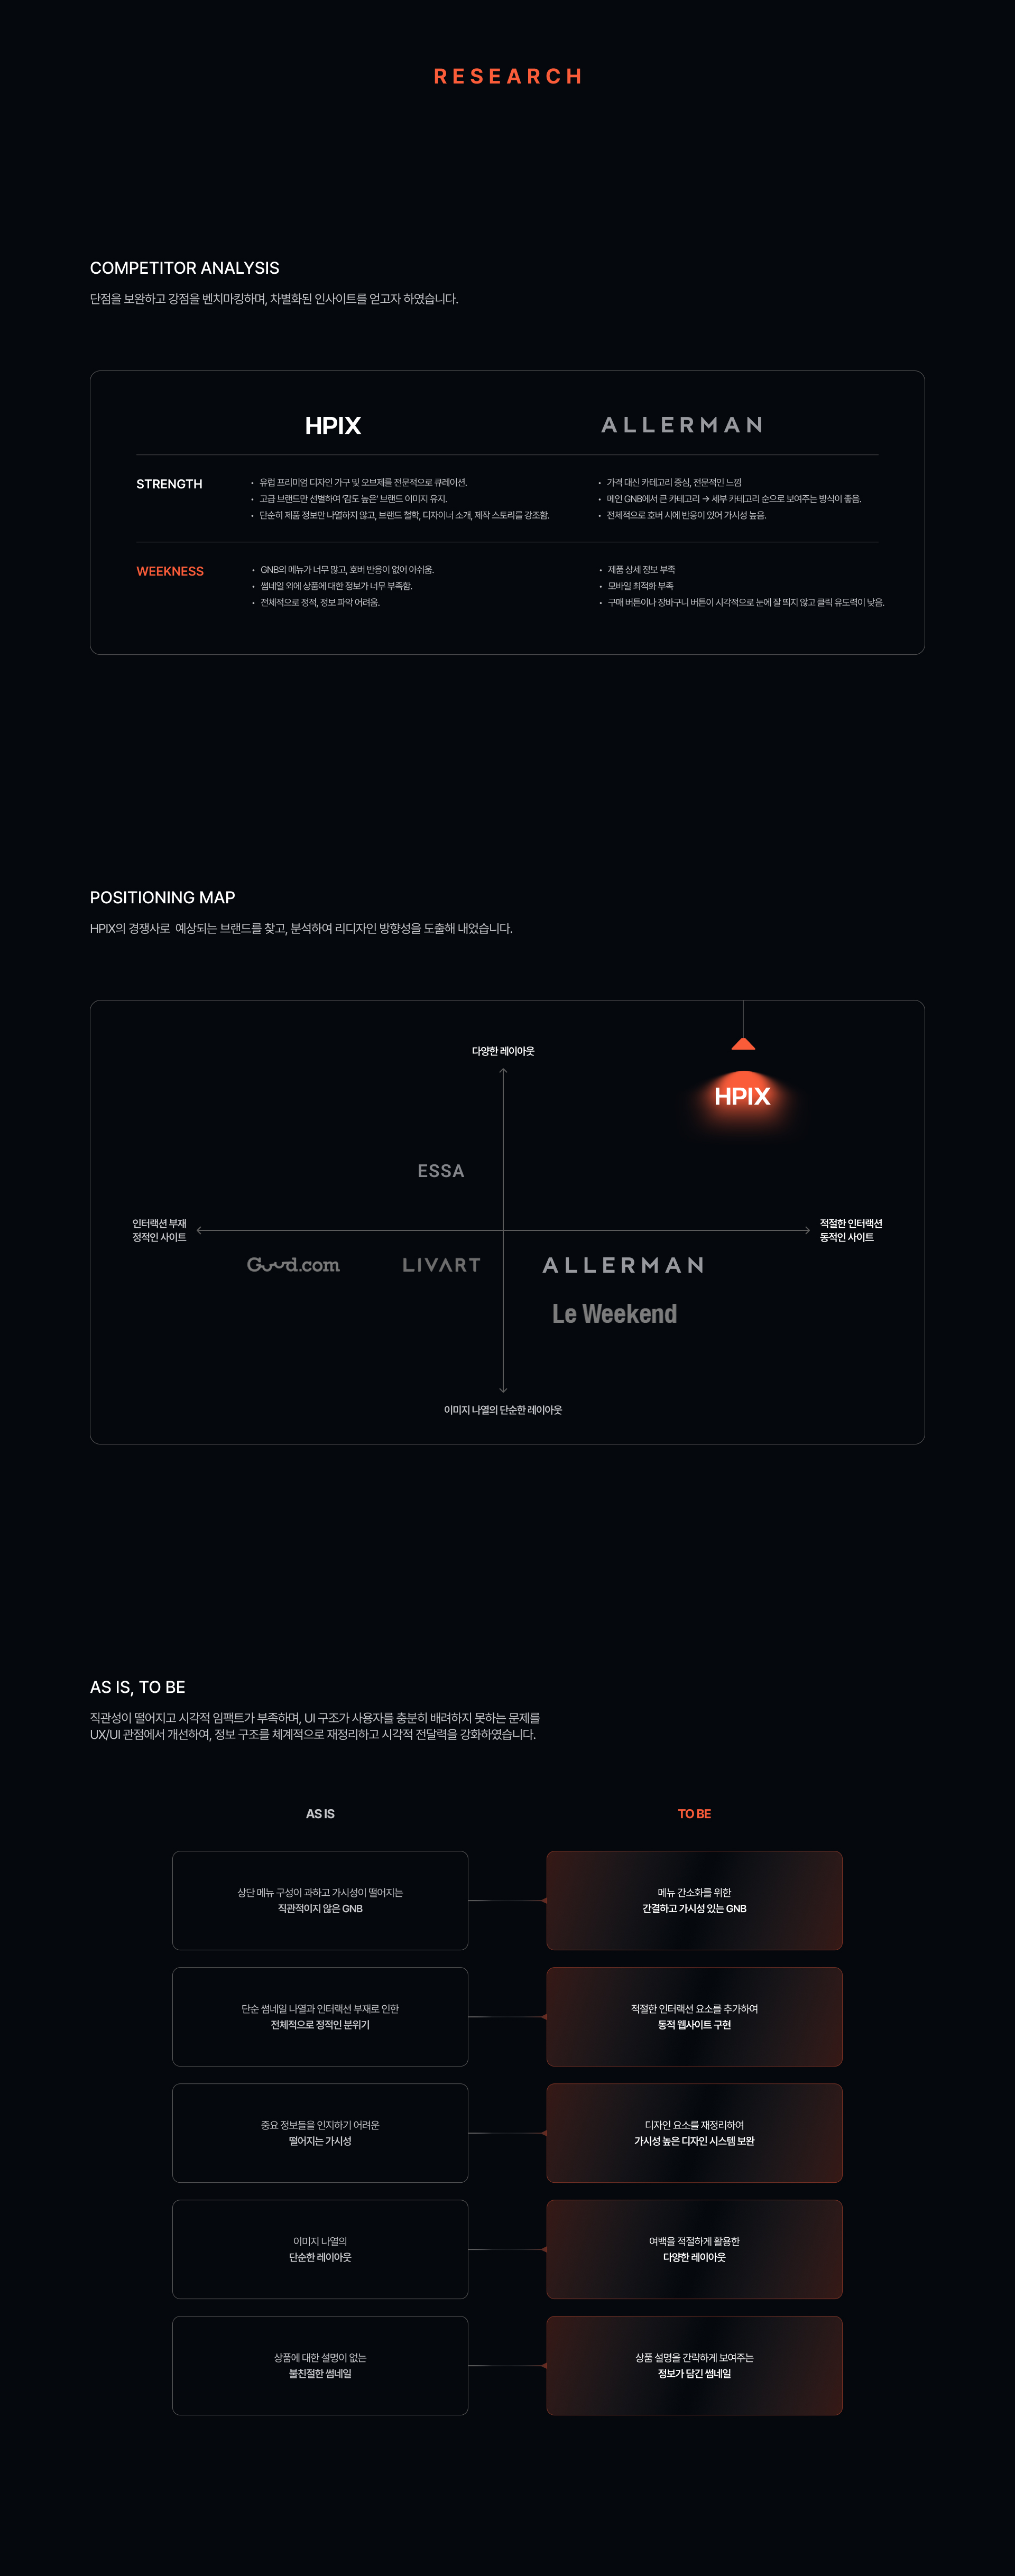 RESEARCH
COMPETITOR ANALYSIS
단점을 보완하고 강점을 벤치마킹하며, 차별화된 인사이트를 얻고자 하였습니다.
HPIX
ALLERMAN
STRENGTH
• 유럽 프리미엄 디자인 가구 및 오브제를 전문적으로 큐레이션.
• 고급 브랜드만 선별하여 ‘감도 높은’ 브랜드 이미지 유지.
• 단순히 제품 정보만 나열하지 않고, 브랜드 철학, 디자이너 소개, 제작 스토리를 강조함.
• 가격 대신 카테고리 중심, 전문적인 느낌
• 메인 GNB에서 큰 카테고리 → 세부 카테고리 순으로 보여주는 방식이 좋음.
• 전체적으로 호버 시에 반응이 있어 가시성 높음.
WEEKNESS
• GNB의 메뉴가 너무 많고, 호버 반응이 없어 아쉬움.
• 썸네일 외에 상품에 대한 정보가 너무 부족함.
• 전체적으로 정적, 정보 파악 어려움.
• 제품 상세 정보 부족
• 모바일 최적화 부족
• 구매 버튼이나 장바구니 버튼이 시각적으로 눈에 잘 띄지 않고 클릭 유도력이 낮음.
POSITIONING MAP
HPIX의 경쟁사로 예상되는 브랜드를 찾고, 분석하여 리디자인 방향성을 도출해 내었습니다.
다양한 레이아웃
HPIX
ESSA
인터랙션 부재
정적인 사이트
적절한 인터랙션
동적인 사이트
Guud.com
LIVART
ALLERMAN
Le Weekend
이미지 나열의 단순한 레이아웃
AS IS, TO BE
직관성이 떨어지고 시각적 임팩트가 부족하며, UI 구조가 사용자를 충분히 배려하지 못하는 문제를
UX/UI 관점에서 개선하여, 정보 구조를 체계적으로 재정리하고 시각적 전달력을 강화하였습니다.
AS IS
TO BE
상단 메뉴 구성이 과하고 가시성이 떨어지는
직관적이지 않은 GNB
메뉴 간소화를 위한
간결하고 가시성 있는 GNB
단순 썸네일 나열과 인터랙션 부재로 인한
전체적으로 정적인 분위기
적절한 인터랙션 요소를 추가하여
동적 웹사이트 구현
중요 정보들을 인지하기 어려운
떨어지는 가시성
디자인 요소를 재정리하여
가시성 높은 디자인 시스템 보완
이미지 나열의
단순한 레이아웃
여백을 적절하게 활용한
다양한 레이아웃
상품에 대한 설명이 없는
불친절한 썸네일
상품 설명을 간략하게 보여주는
정보가 담긴 썸네일